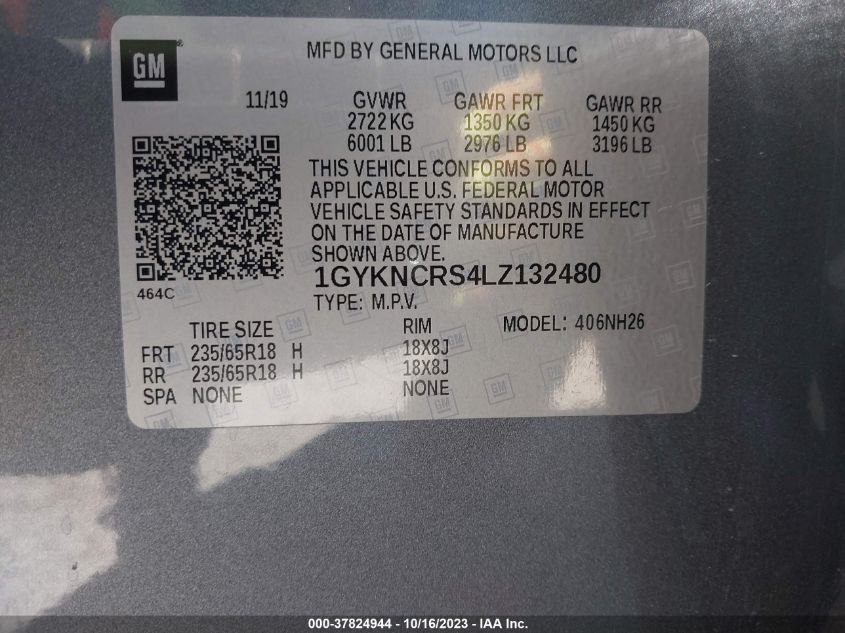 GM
MFD BY GENERAL MOTORS LLC
11/19 GVWR GAWR FRT GAWR RR
2722 KG 1350 KG 1450 KG
6001 LB 2976 LB 3196 LB
THIS VEHICLE CONFORMS TO ALL
APPLICABLE U.S. FEDERAL MOTOR
VEHICLE SAFETY STANDARDS IN EFFECT
ON THE DATE OF MANUFACTURE
SHOWN ABOVE.
1GYKNCRS4LZ132480
464C
TYPE: M.P.V.
TIRE SIZE RIM MODEL: 406NH26
FRT 235/65R18 H 18X8J
RR 235/65R18 H 18X8J
SPA NONE NONE
000-37824944 - 10/16/2023 - IAA Inc.